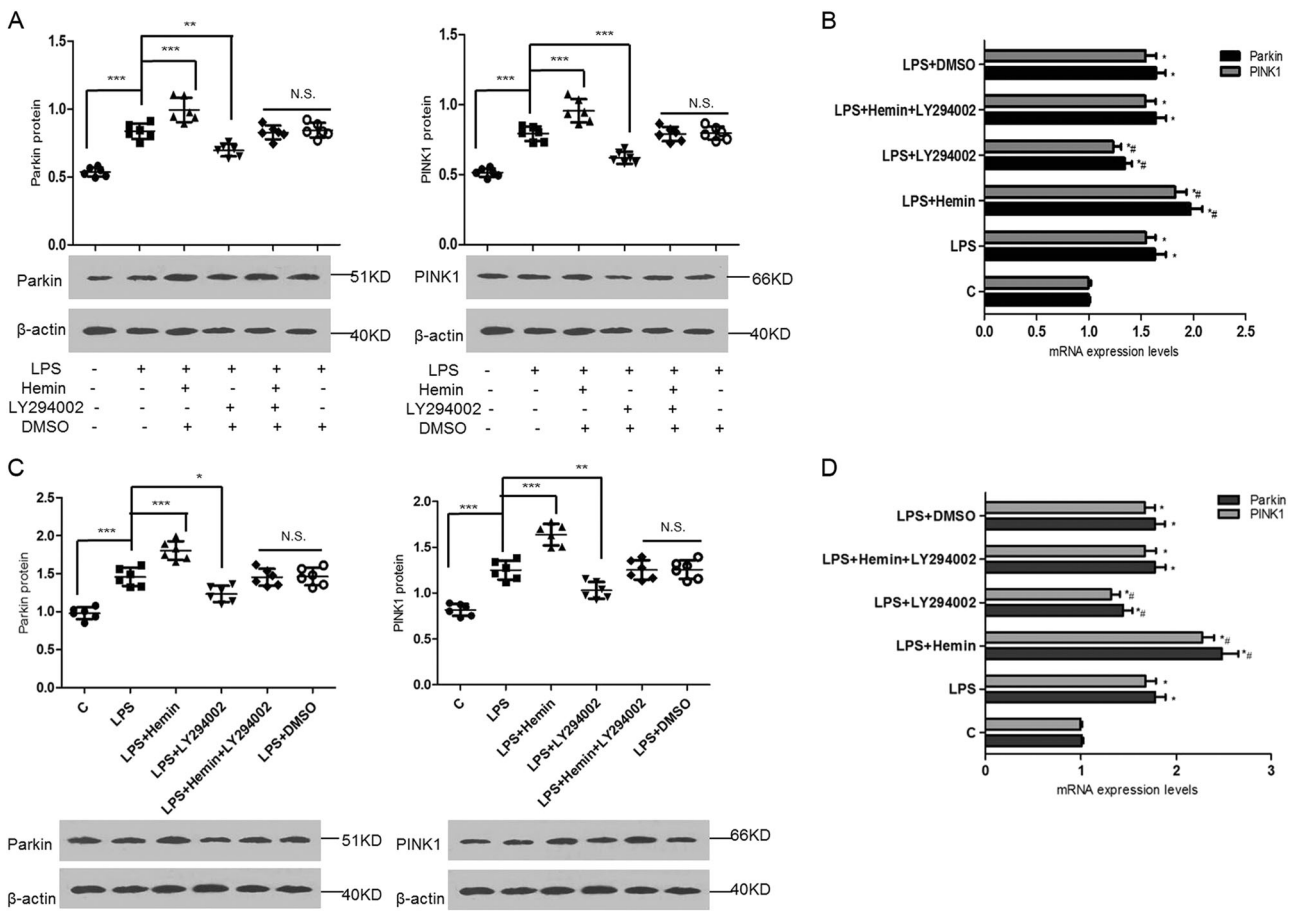 A
**
***
***
N.S.
1.5
1.0
0.5
0.0
Parkin protein
Parkin
51KD
β-actin
40KD
LPS - + + + + +
Hemin - - + - + -
LY294002 - - - + + -
DMSO - - + + + +
***
***
***
N.S.
1.5
1.0
0.5
0.0
PINK1 protein
PINK1
66KD
β-actin
40KD
LPS - + + + + +
Hemin - - + - + -
LY294002 - - - + + -
DMSO - - + + + +
B
Parkin
PINK1
LPS+DMSO
*
*
LPS+Hemin+LY294002
*
*
LPS+LY294002
*#
*#
LPS+Hemin
*#
*#
LPS
*
*
C
0.0 0.5 1.0 1.5 2.0 2.5
mRNA expression levels
C
*
***
***
N.S.
2.5
2.0
1.5
1.0
0.5
0.0
Parkin protein
C
LPS
LPS+Hemin
LPS+LY294002
LPS+Hemin+LY294002
LPS+DMSO
Parkin
51KD
β-actin
40KD
**
***
***
N.S.
2.0
1.5
1.0
0.5
0.0
PINK1 protein
C
LPS
LPS+Hemin
LPS+LY294002
LPS+Hemin+LY294002
LPS+DMSO
PINK1
66KD
β-actin
40KD
D
Parkin
PINK1
LPS+DMSO
*
*
LPS+Hemin+LY294002
*
*
LPS+LY294002
*#
*#
LPS+Hemin
*#
*#
LPS
*
*
C
0 1 2 3
mRNA expression levels